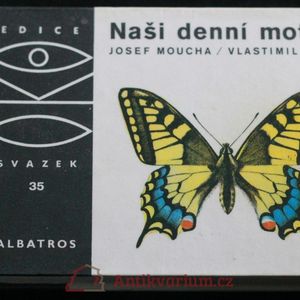 EDICE
SVAZEK
35
ALBATROS
Naši denní mot
JOSEF MOUCHA / VLASTIMIL
Antikvarium.cz